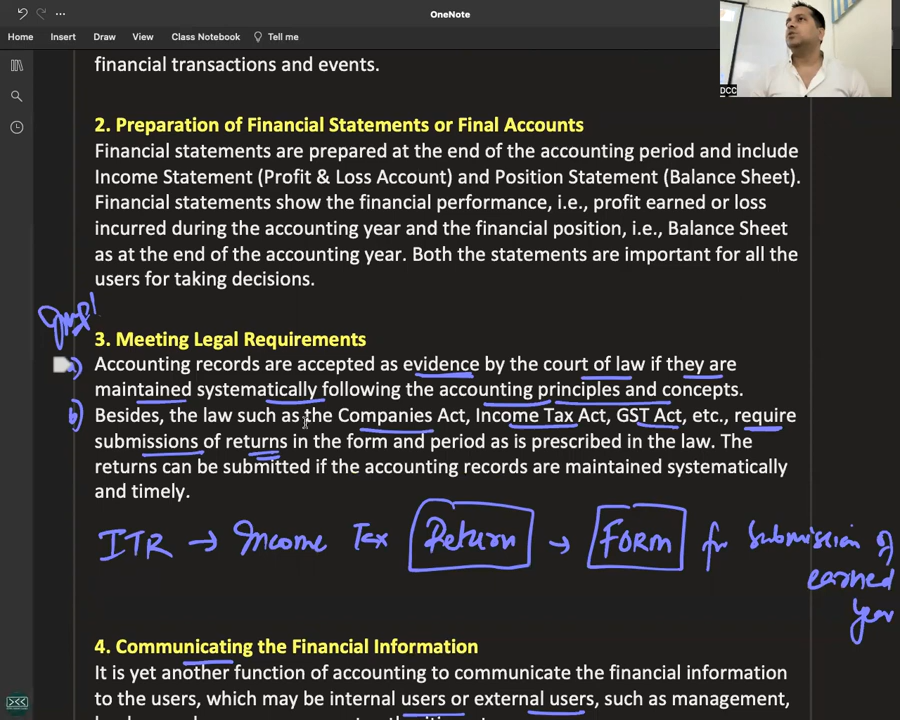 OneNote
Home Insert Draw View Class Notebook Tell me
DCC
financial transactions and events.
2. Preparation of Financial Statements or Final Accounts
Financial statements are prepared at the end of the accounting period and include
Income Statement (Profit & Loss Account) and Position Statement (Balance Sheet).
Financial statements show the financial performance, i.e., profit earned or loss
incurred during the accounting year and the financial position, i.e., Balance Sheet
as at the end of the accounting year. Both the statements are important for all the
users for taking decisions.
3. Meeting Legal Requirements
a) Accounting records are accepted as evidence by the court of law if they are
maintained systematically following the accounting principles and concepts.
b) Besides, the law such as the Companies Act, Income Tax Act, GST Act, etc., require
submissions of returns in the form and period as is prescribed in the law. The
returns can be submitted if the accounting records are maintained systematically
and timely.
ITR → Income Tax Return → FORM for submission of
earned
year
4. Communicating the Financial Information
It is yet another function of accounting to communicate the financial information
to the users, which may be internal users or external users, such as management,